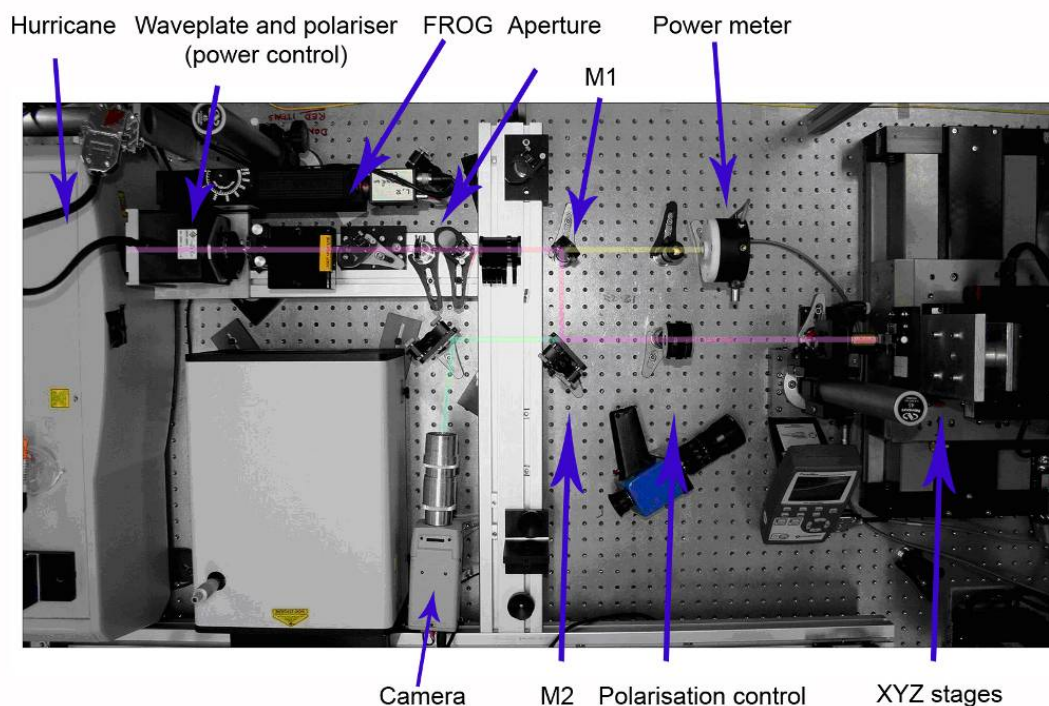 Hurricane
Waveplate and polariser
(power control)
FROG
Aperture
Power meter
M1
Camera
M2
Polarisation control
XYZ stages